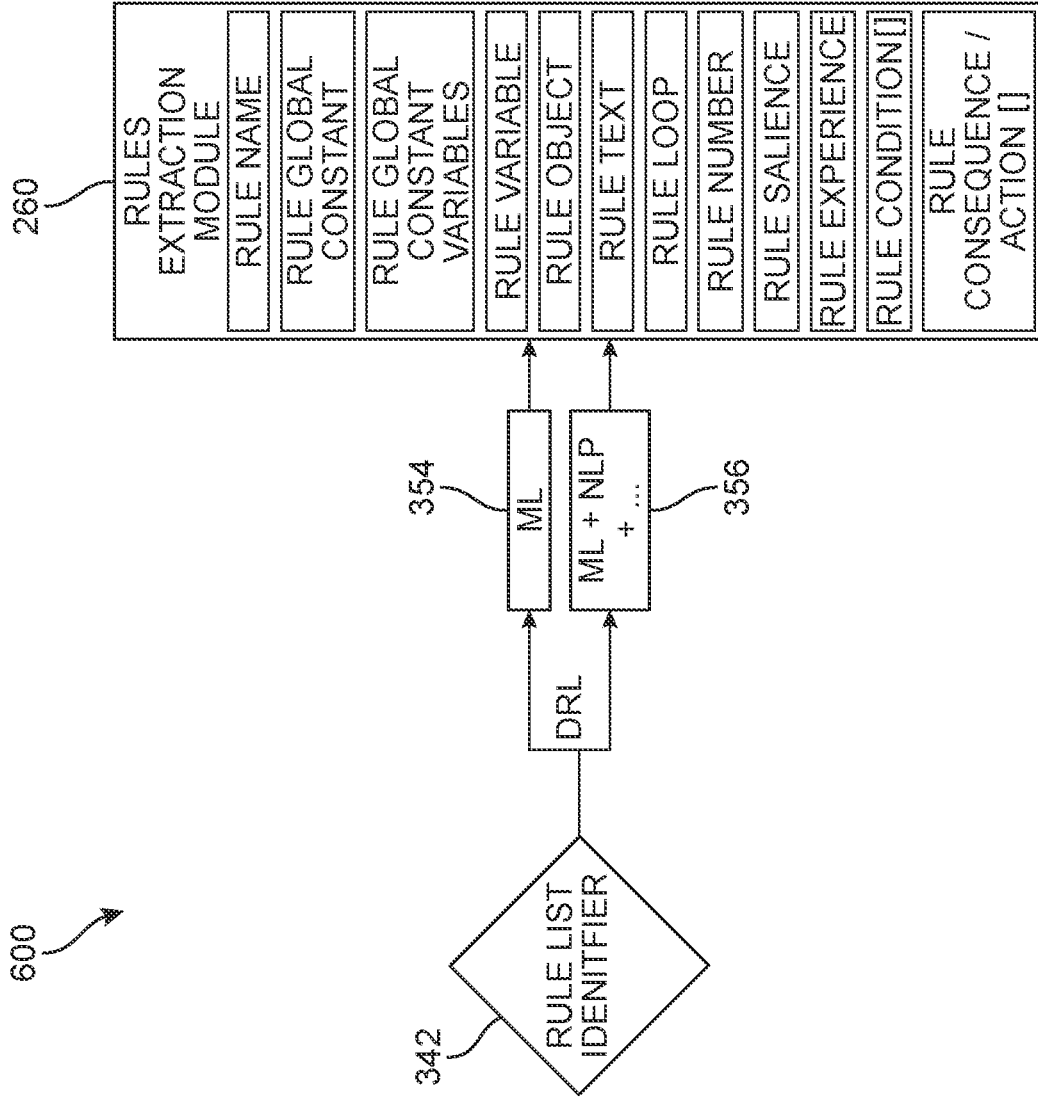 600
342
RULE LIST
IDENITFIER
DRL
354
ML
ML + NLP
+ ...
356
260
RULES
EXTRACTION
MODULE
RULE NAME
RULE GLOBAL
CONSTANT
RULE GLOBAL
CONSTANT
VARIABLES
RULE VARIABLE
RULE OBJECT
RULE TEXT
RULE LOOP
RULE NUMBER
RULE SALIENCE
RULE EXPERIENCE
RULE CONDITION[]
RULE
CONSEQUENCE /
ACTION []